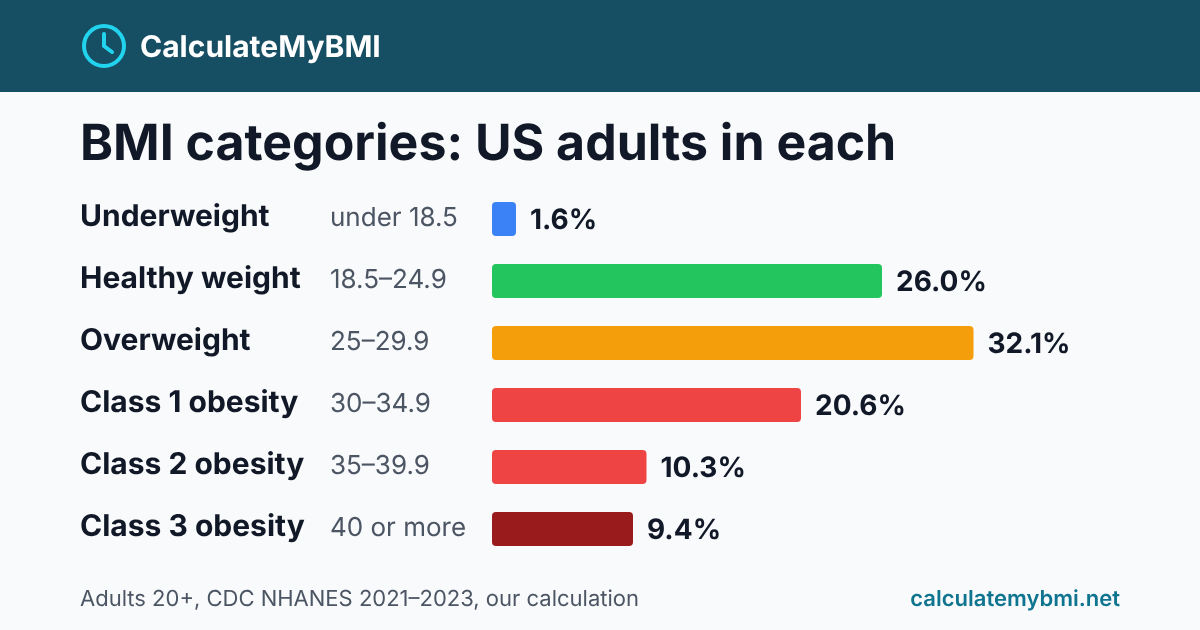 CalculateMyBMI
BMI categories: US adults in each
Underweight under 18.5 1.6%
Healthy weight 18.5–24.9 26.0%
Overweight 25–29.9 32.1%
Class 1 obesity 30–34.9 20.6%
Class 2 obesity 35–39.9 10.3%
Class 3 obesity 40 or more 9.4%
Adults 20+, CDC NHANES 2021–2023, our calculation calculatemybmi.net